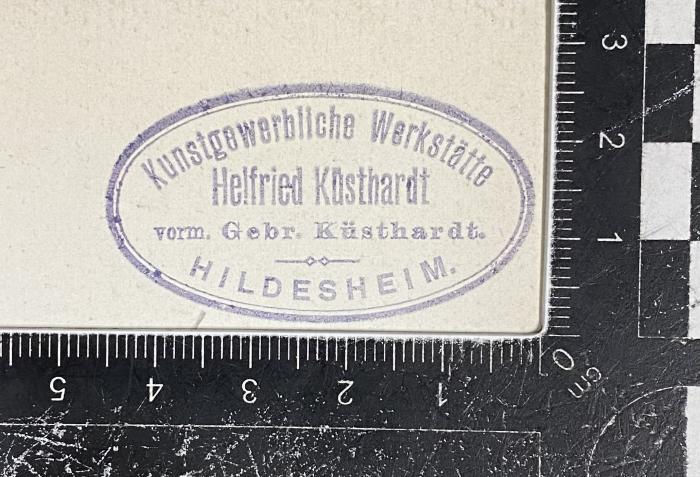 Kunstgewerbliche Werkstätte
Helfried Küsthardt
vorm. Gebr. Küsthardt.
HILDESHEIM.
3
2
1
5 4 3 2 1 0 cm